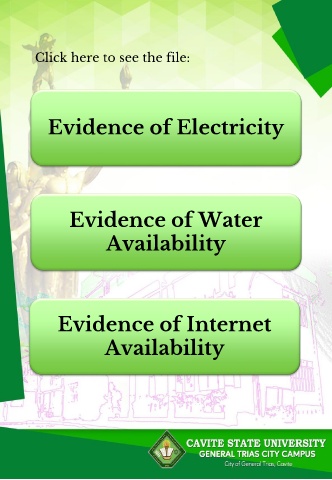 Click here to see the file:
Evidence of Electricity
Evidence of Water
Availability
Evidence of Internet
Availability
CAVITE STATE UNIVERSITY
GENERAL TRIAS CITY CAMPUS
City of General Trias, Cavite